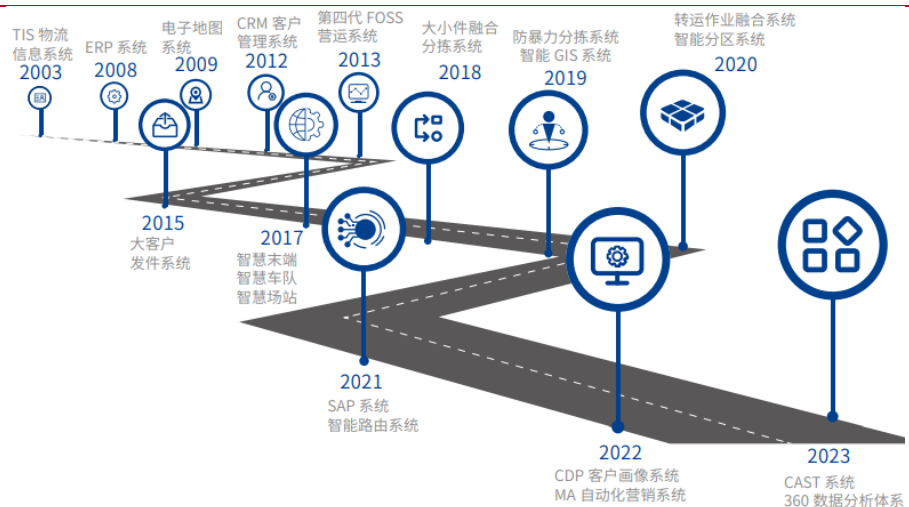 TIS 物流
信息系统
2003
ERP 系统
2008
电子地图
系统
2009
CRM 客户
管理系统
2012
第四代 FOSS
营运系统
2013
2015
大客户
发件系统
2017
智慧末端
智慧车队
智慧场站
大小件融合
分拣系统
2018
防暴力分拣系统
智能 GIS 系统
2019
转运作业融合系统
智能分区系统
2020
2021
SAP 系统
智能路由系统
2022
CDP 客户画像系统
MA 自动化营销系统
2023
CAST 系统
360 数据分析体系